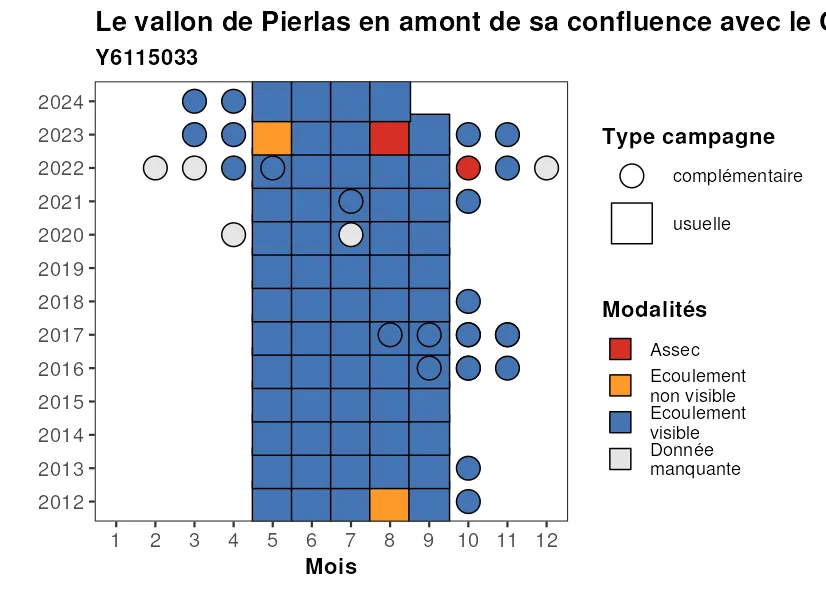 Le vallon de Pierlas en amont de sa confluence avec le
Y6115033
2024
2023
2022
2021
2020
2019
2018
2017
2016
2015
2014
2013
2012
1 2 3 4 5 6 7 8 9 10 11 12
Mois
Type campagne
complémentaire
usuelle
Modalités
Assec
Ecoulement
non visible
Ecoulement
visible
Donnée
manquante